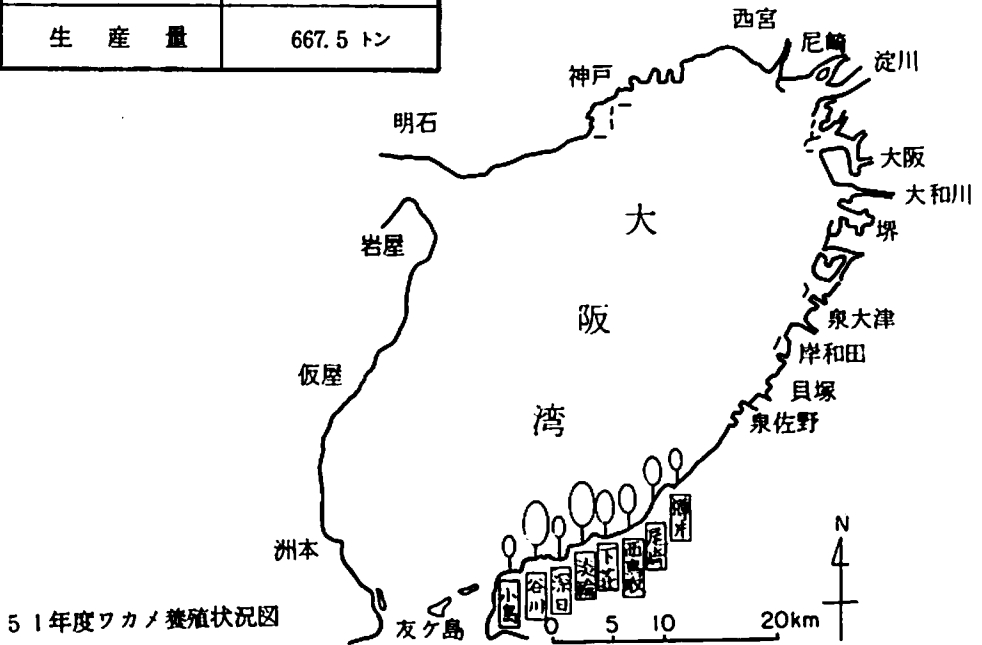 生産量 667.5 トン
西宮
尼崎
淀川
神戸
明石
大阪
大和川
堺
岩屋
大阪湾
泉大津
岸和田
貝塚
泉佐野
仮屋
洲本
友ケ島
小島
谷川
深日
淡輪
下荘
西鳥取
尾崎
N
0 5 10 20km
51年度ワカメ養殖状況図